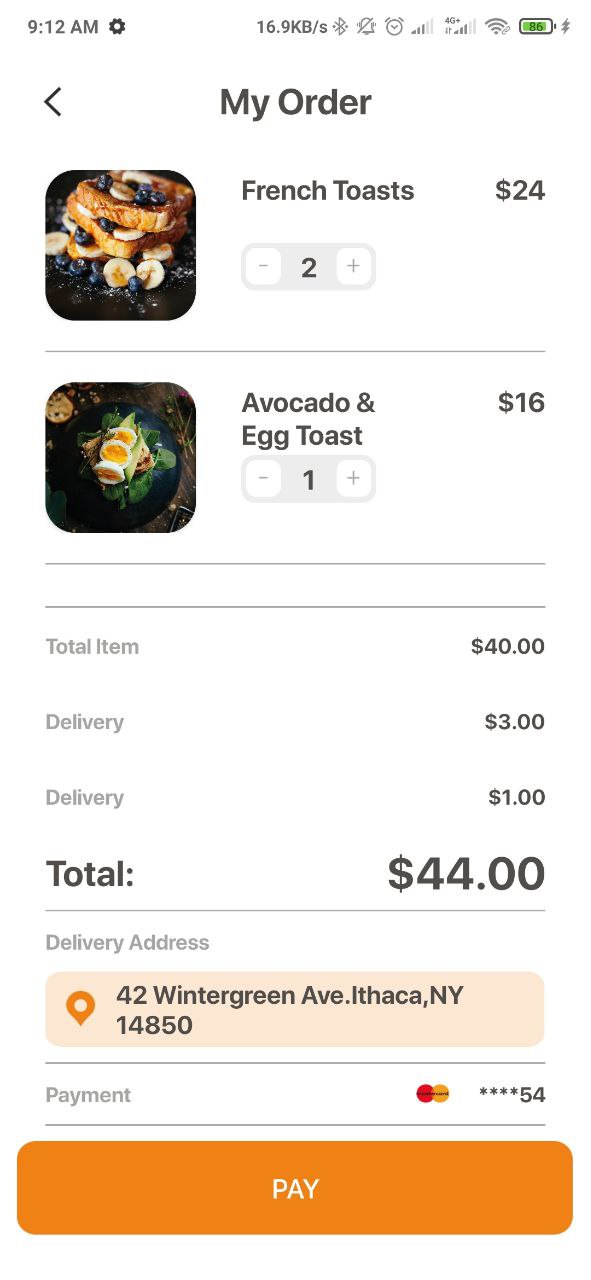 9:12 AM 16.9KB/s 4G+ 86
My Order
French Toasts $24
− 2 +
Avocado & $16
Egg Toast
− 1 +
Total Item $40.00
Delivery $3.00
Delivery $1.00
Total: $44.00
Delivery Address
42 Wintergreen Ave.Ithaca,NY
14850
Payment mastercard ****54
PAY